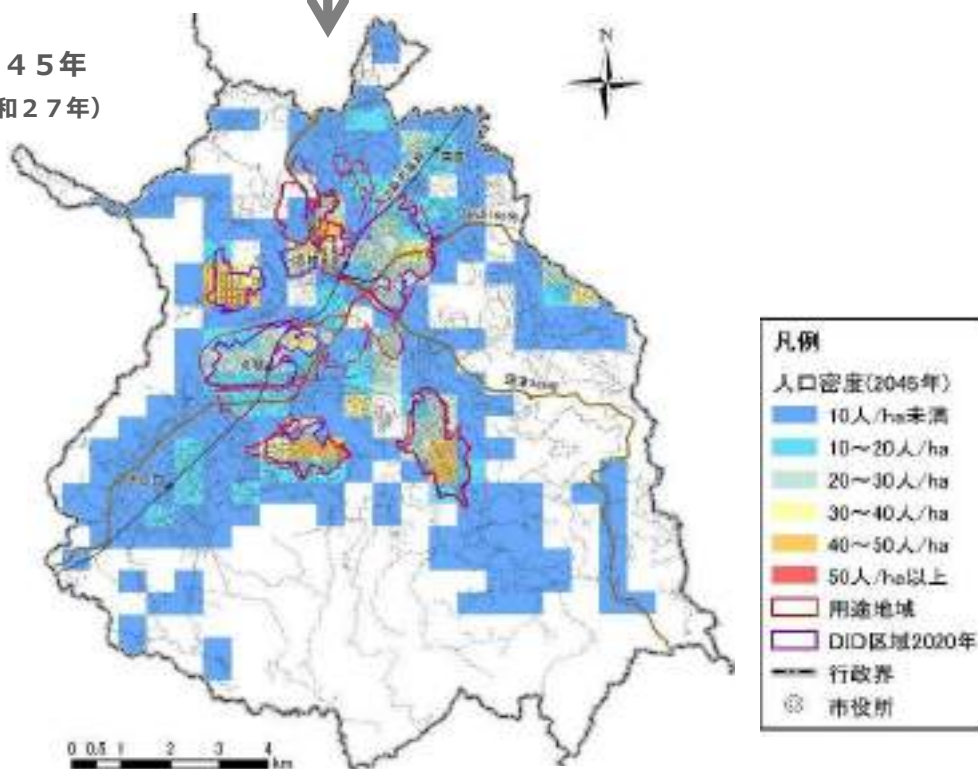 45年
和27年)
N
凡例
人口密度(2045年)
10人/ha未満
10～20人/ha
20～30人/ha
30～40人/ha
40～50人/ha
50人/ha以上
用途地域
DID区域2020年
行政界
市役所
0 0.5 1 2 3 4
km